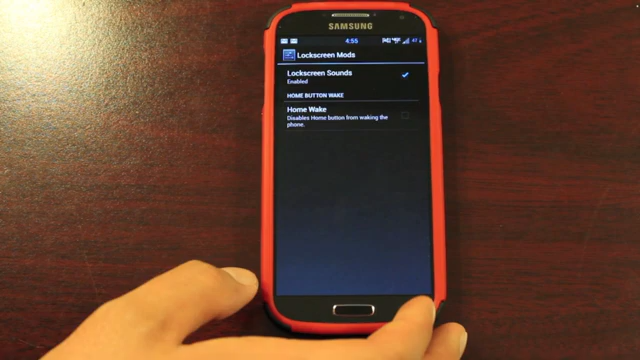 SAMSUNG
4:55
47
Lockscreen Mods
Lockscreen Sounds
Enabled
HOME BUTTON WAKE
Home Wake
Disables Home button from waking the
phone.